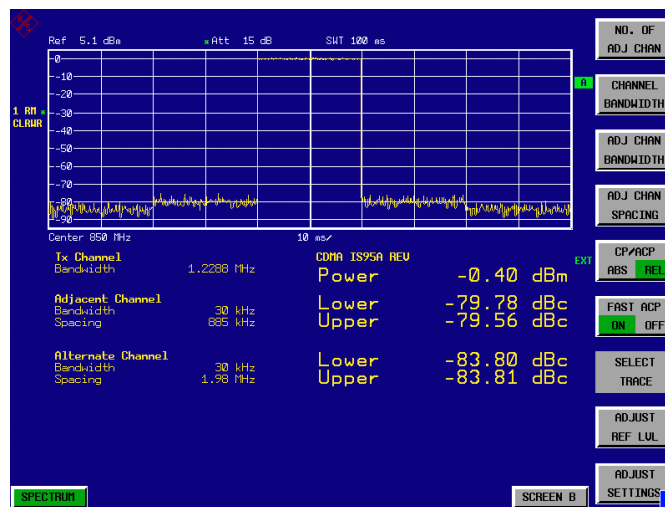 Ref 5.1 dBm *Att 15 dB SWT 100 ms
-0
-10
-20
-30
-40
-50
-60
-70
-80
-90
1 RM *
CLRWR
A
Center 850 MHz 10 ms/
Tx Channel
Bandwidth 1.2288 MHz
CDMA IS95A REV
Power -0.40 dBm
EXT
Adjacent Channel
Bandwidth 30 kHz
Spacing 885 kHz
Lower -79.78 dBc
Upper -79.56 dBc
Alternate Channel
Bandwidth 30 kHz
Spacing 1.98 MHz
Lower -83.80 dBc
Upper -83.81 dBc
NO. OF
ADJ CHAN
CHANNEL
BANDWIDTH
ADJ CHAN
BANDWIDTH
ADJ CHAN
SPACING
CP/ACP
ABS REL
FAST ACP
ON OFF
SELECT
TRACE
ADJUST
REF LVL
ADJUST
SETTINGS
SPECTRUM
SCREEN B